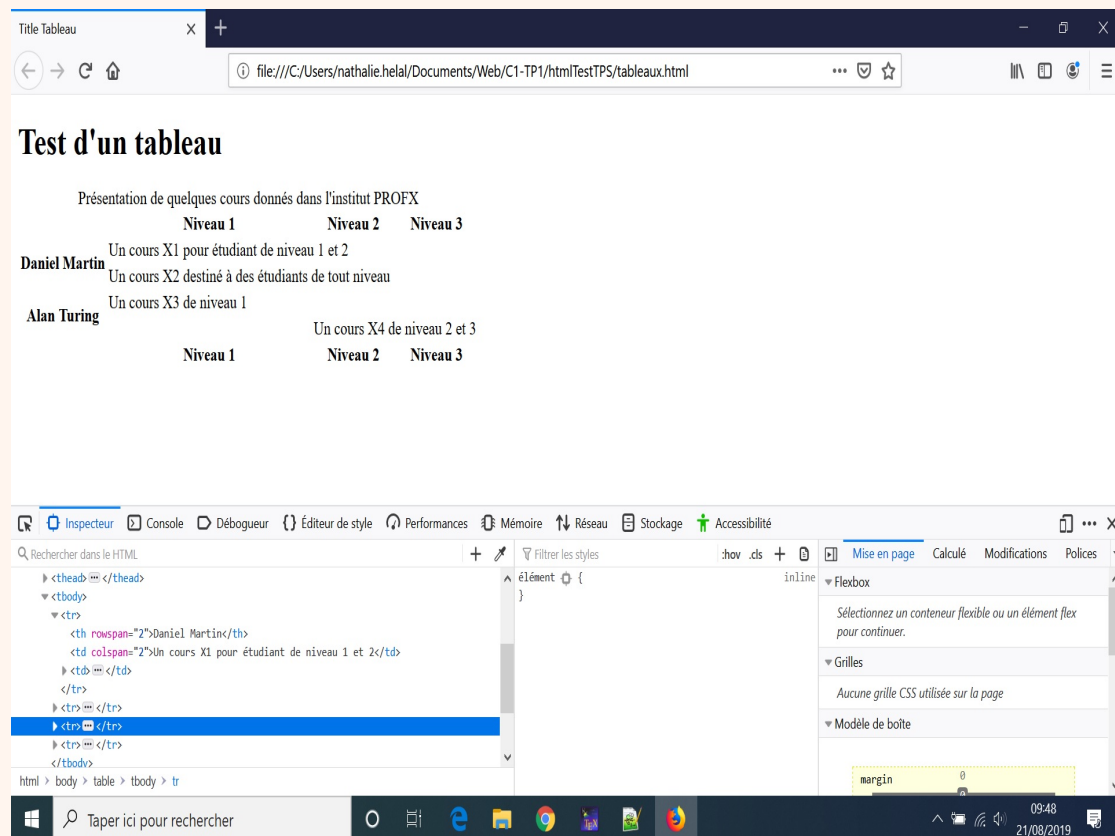 Title Tableau
file:///C:/Users/nathalie.helal/Documents/Web/C1-TP1/htmlTestTPS/tableaux.html
Test d'un tableau
Présentation de quelques cours donnés dans l'institut PROFX
Niveau 1 Niveau 2 Niveau 3
Daniel Martin
Un cours X1 pour étudiant de niveau 1 et 2
Un cours X2 destiné à des étudiants de tout niveau
Alan Turing
Un cours X3 de niveau 1
Un cours X4 de niveau 2 et 3
Niveau 1 Niveau 2 Niveau 3
Inspecteur Console Débogueur {} Éditeur de style Performances Mémoire Réseau Stockage Accessibilité
Rechercher dans le HTML
<thead>···</thead>
<tbody>
<tr>
<th rowspan="2">Daniel Martin</th>
<td colspan="2">Un cours X1 pour étudiant de niveau 1 et 2</td>
<td>···</td>
</tr>
<tr>···</tr>
<tr>···</tr>
<tr>···</tr>
</tbody>
html > body > table > tbody > tr
Filtrer les styles :hov .cls +
élément { inline
}
Mise en page Calculé Modifications Polices
Flexbox
Sélectionnez un conteneur flexible ou un élément flex
pour continuer.
Grilles
Aucune grille CSS utilisée sur la page
Modèle de boîte
margin 0
0
Taper ici pour rechercher
09:48
21/08/2019